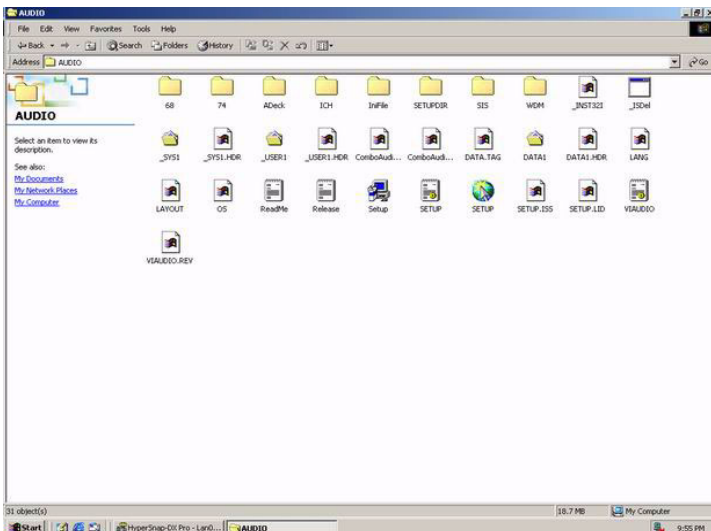 AUDIO
File Edit View Favorites Tools Help
Back Search Folders History
Address AUDIO Go
AUDIO
Select an item to view its
description.
See also:
My Documents
My Network Places
My Computer
68 74 ADeck ICH IniFile SETUPDIR SIS WDM _INST32I _ISDel
_SYS1 _SYS1.HDR _USER1 _USER1.HDR ComboAudi... ComboAudi... DATA.TAG DATA1 DATA1.HDR LANG
LAYOUT OS ReadMe Release Setup SETUP SETUP SETUP.ISS SETUP.LID VIAUDIO
VIAUDIO.REV
31 object(s) 18.7 MB My Computer
Start HyperSnap-DX Pro - Lan0... AUDIO 9:55 PM